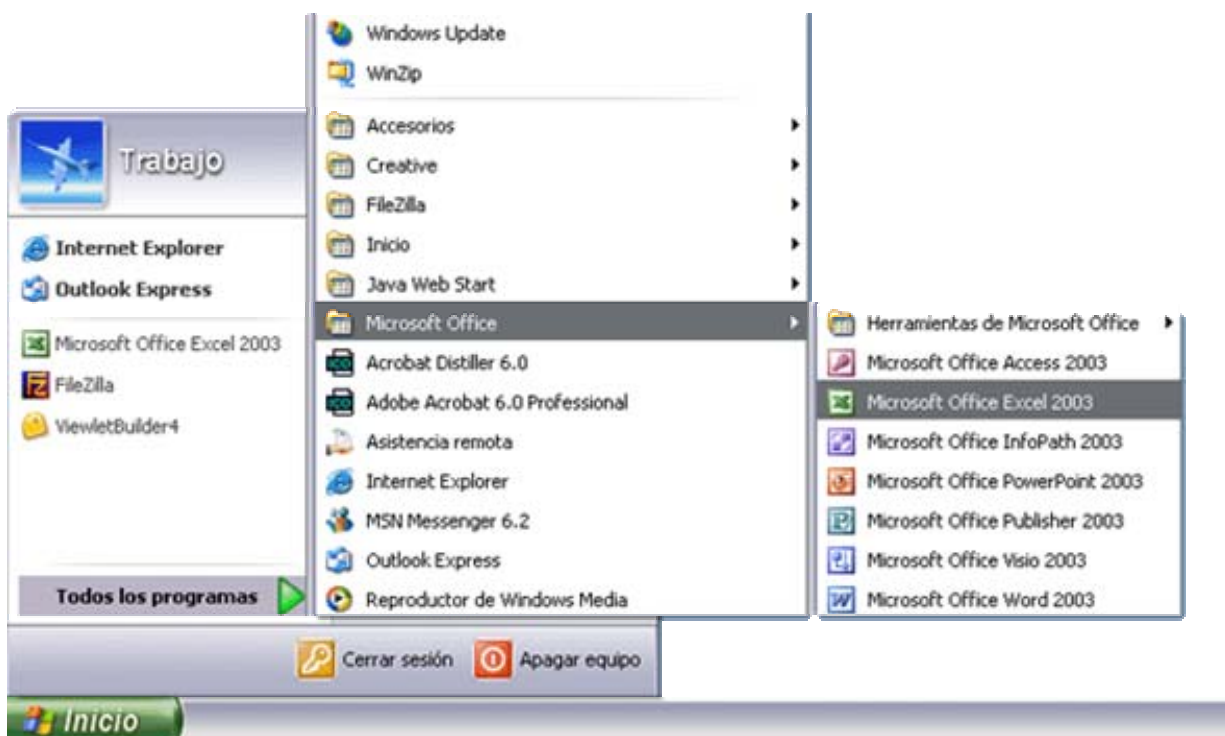 Trabajo
Internet Explorer
Outlook Express
Microsoft Office Excel 2003
FileZilla
ViewletBuilder4
Todos los programas
Windows Update
WinZip
Accesorios
Creative
FileZilla
Inicio
Java Web Start
Microsoft Office
Acrobat Distiller 6.0
Adobe Acrobat 6.0 Professional
Asistencia remota
Internet Explorer
MSN Messenger 6.2
Outlook Express
Reproductor de Windows Media
Herramientas de Microsoft Office
Microsoft Office Access 2003
Microsoft Office Excel 2003
Microsoft Office InfoPath 2003
Microsoft Office PowerPoint 2003
Microsoft Office Publisher 2003
Microsoft Office Visio 2003
Microsoft Office Word 2003
Cerrar sesión
Apagar equipo
Inicio